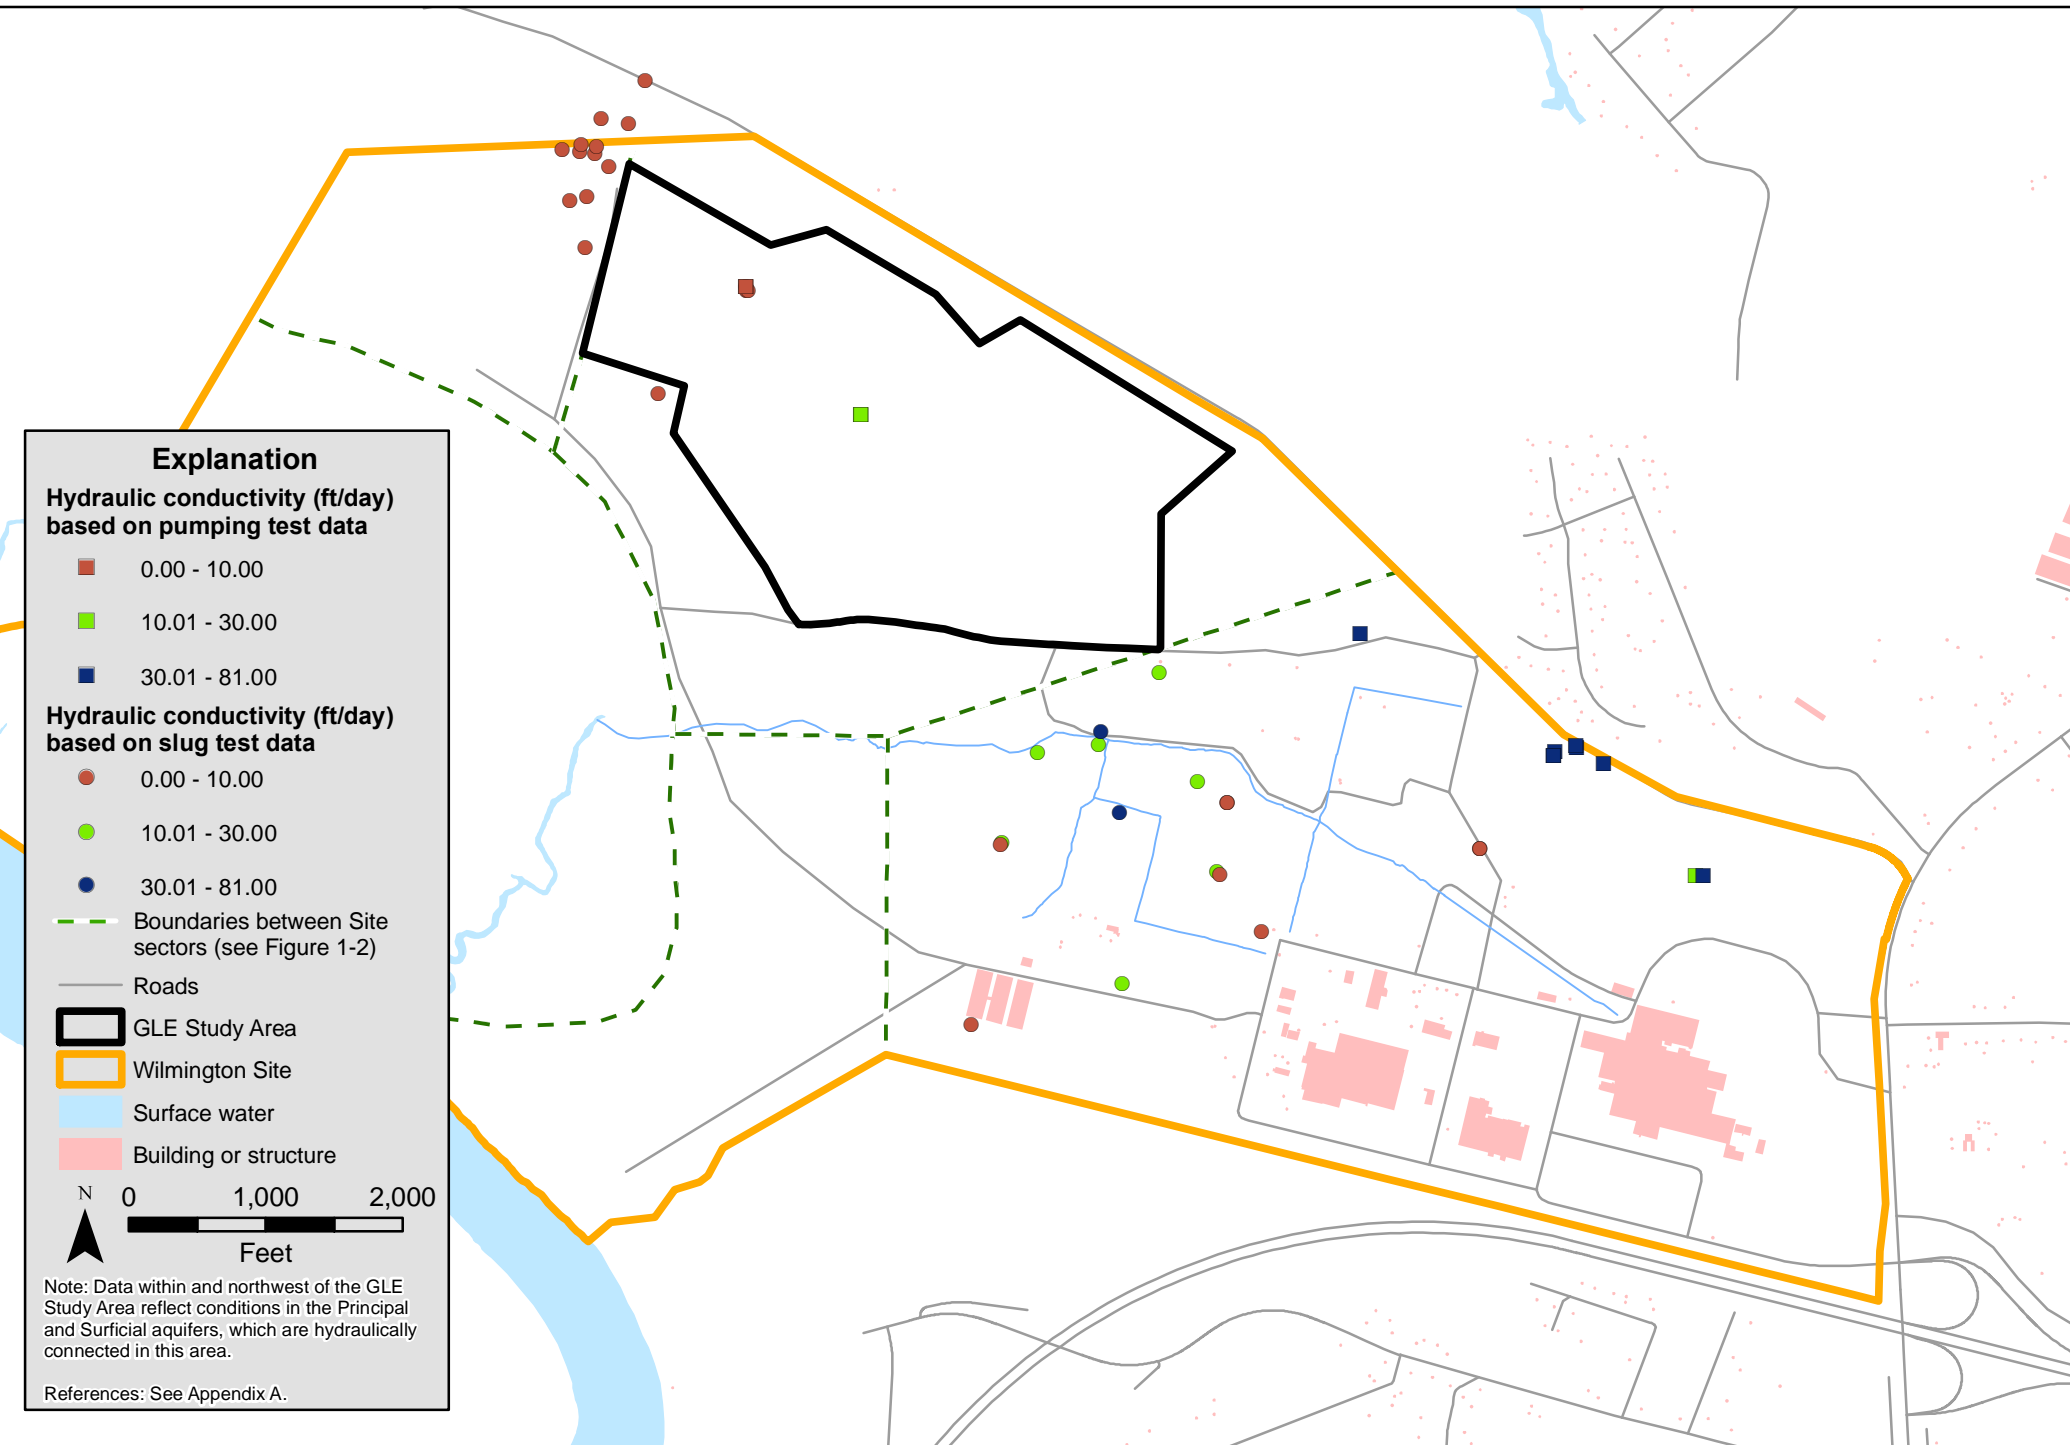 Explanation
Hydraulic conductivity (ft/day)
based on pumping test data
0.00 - 10.00
10.01 - 30.00
30.01 - 81.00
Hydraulic conductivity (ft/day)
based on slug test data
0.00 - 10.00
10.01 - 30.00
30.01 - 81.00
Boundaries between Site
sectors (see Figure 1-2)
Roads
GLE Study Area
Wilmington Site
Surface water
Building or structure
N 0 1,000 2,000
Feet
Note: Data within and northwest of the GLE
Study Area reflect conditions in the Principal
and Surficial aquifers, which are hydraulically
connected in this area.
References: See Appendix A.